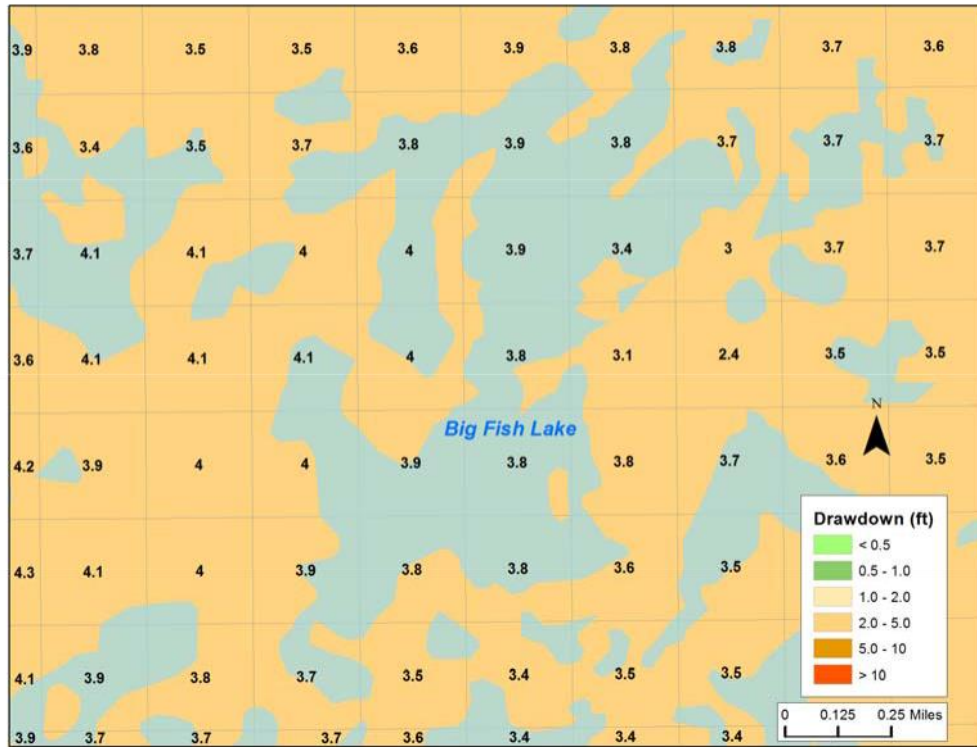 3.9 3.8 3.5 3.5 3.6 3.9 3.8 3.8 3.7 3.6
3.6 3.4 3.5 3.7 3.8 3.9 3.8 3.7 3.7 3.7
3.7 4.1 4.1 4 4 3.9 3.4 3 3.7 3.7
3.6 4.1 4.1 4.1 4 3.8 3.1 2.4 3.5 3.5
N
Big Fish Lake
4.2 3.9 4 4 3.9 3.8 3.8 3.7 3.6 3.5
4.3 4.1 4 3.9 3.8 3.8 3.6 3.5
4.1 3.9 3.8 3.7 3.5 3.4 3.5 3.5
3.9 3.7 3.7 3.7 3.6 3.4 3.4 3.4
Drawdown (ft)
< 0.5
0.5 - 1.0
1.0 - 2.0
2.0 - 5.0
5.0 - 10
> 10
0 0.125 0.25 Miles